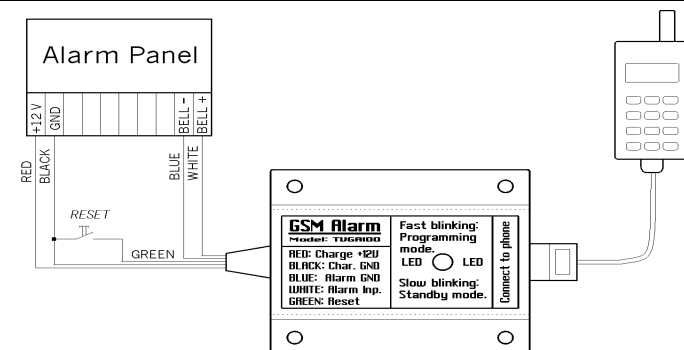 Alarm Panel
+12 V
GND
BELL -
BELL +
RED
BLACK
BLUE
WHITE
RESET
GREEN
GSM Alarm
Model: TUGA100
RED: Charge +12U
BLACK: Char. GND
BLUE: Alarm GND
WHITE: Alarm Inp.
GREEN: Reset
Fast blinking:
Programming
mode.
LED LED
Slow blinking:
Standby mode.
Connect to phone